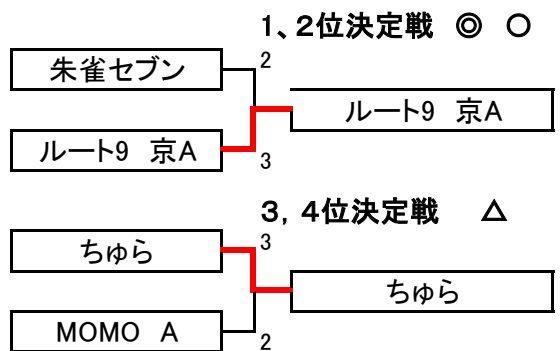 1、2位決定戦 ◎ ○
朱雀セブン
2
ルート9 京A
ルート9 京A
3
3，4位決定戦 △
ちゅら
3
ちゅら
MOMO A
2